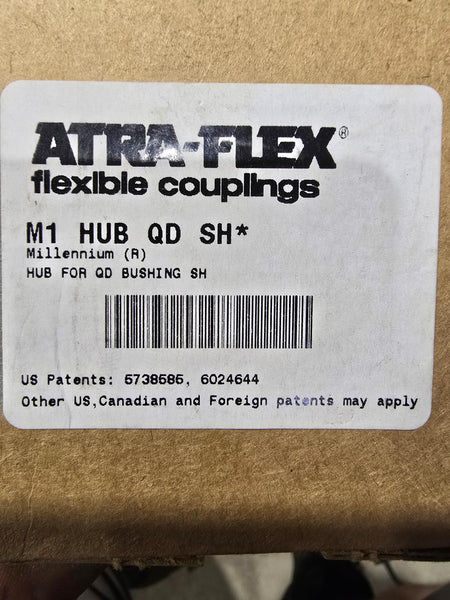 ATRA-FLEX®
flexible couplings
M1 HUB QD SH*
Millennium (R)
HUB FOR QD BUSHING SH
US Patents: 5738585, 6024644
Other US,Canadian and Foreign patents may apply